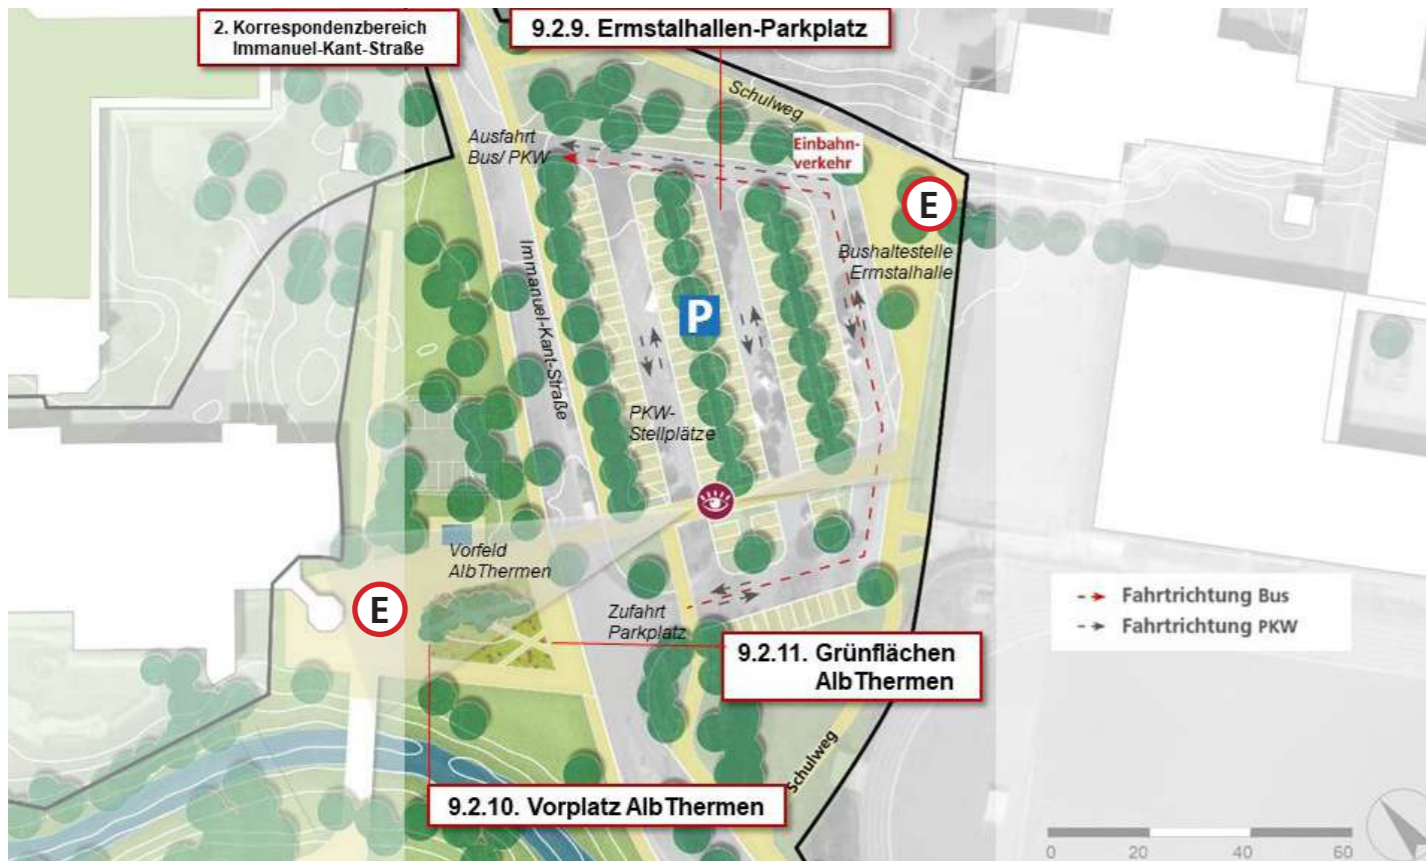 2. Korrespondenzbereich
Immanuel-Kant-Straße
9.2.9. Ermstalhallen-Parkplatz
Schulweg
Ausfahrt
Bus/ PKW
Einbahn-
verkehr
E
Bushaltestelle
Ermstalhalle
Immanuel-Kant-Straße
P
PKW-
Stellplätze
Vorfeld
AlbThermen
E
Zufahrt
Parkplatz
Fahrtrichtung Bus
Fahrtrichtung PKW
9.2.11. Grünflächen
AlbThermen
Schulweg
9.2.10. Vorplatz AlbThermen
0 20 40 60